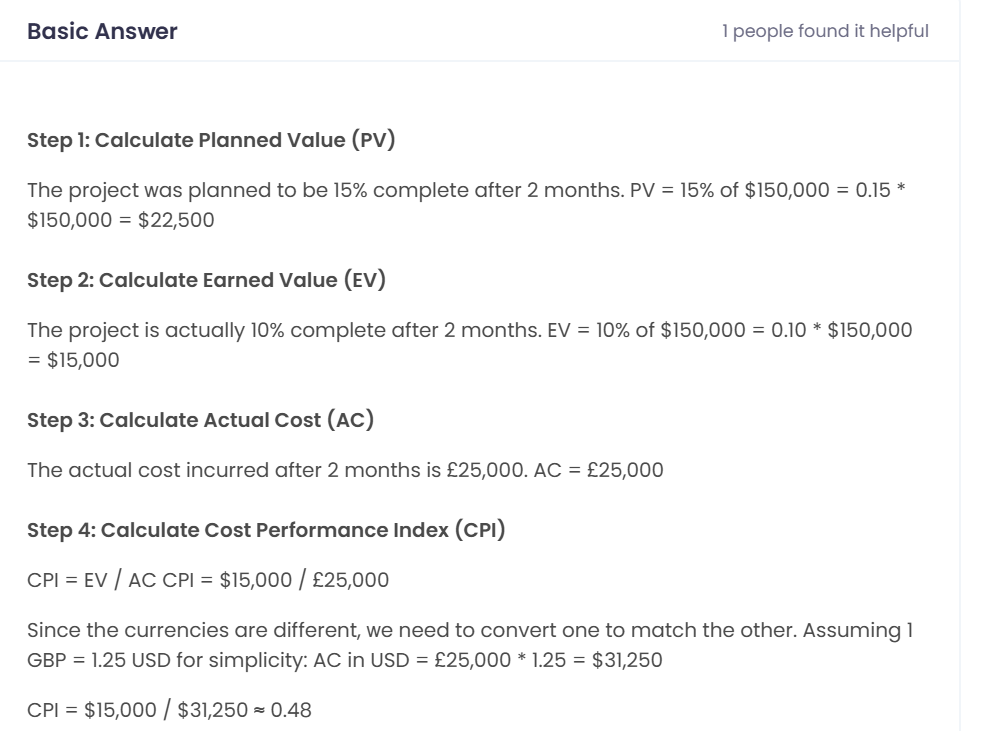 Basic Answer
1 people found it helpful
Step 1: Calculate Planned Value (PV)
The project was planned to be 15% complete after 2 months. PV = 15% of $150,000 = 0.15 *
$150,000 = $22,500
Step 2: Calculate Earned Value (EV)
The project is actually 10% complete after 2 months. EV = 10% of $150,000 = 0.10 * $150,000
= $15,000
Step 3: Calculate Actual Cost (AC)
The actual cost incurred after 2 months is £25,000. AC = £25,000
Step 4: Calculate Cost Performance Index (CPI)
CPI = EV / AC CPI = $15,000 / £25,000
Since the currencies are different, we need to convert one to match the other. Assuming 1
GBP = 1.25 USD for simplicity: AC in USD = £25,000 * 1.25 = $31,250
CPI = $15,000 / $31,250 ≈ 0.48